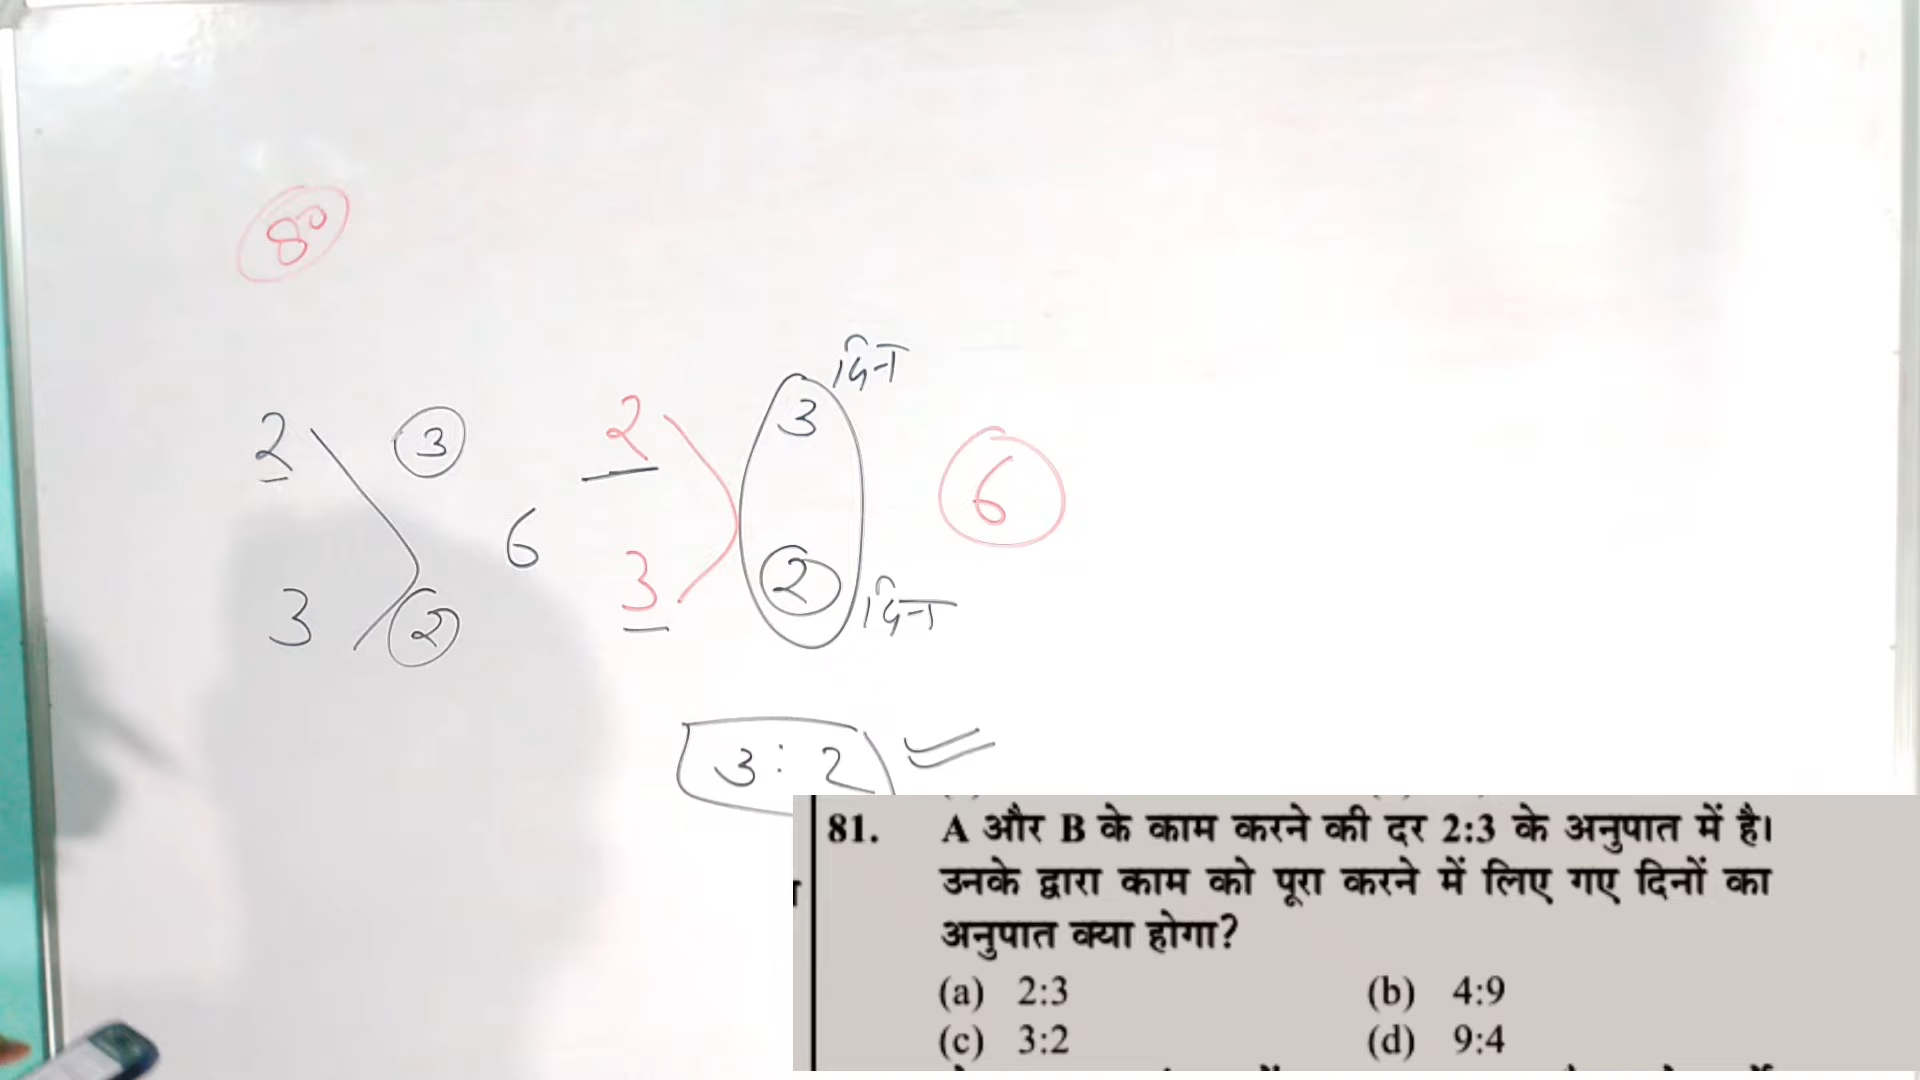 80
दिन
2 3 2 3
6 6
3 2 3 2
दिन
3:2
81. A और B के काम करने की दर 2:3 के अनुपात में है।
उनके द्वारा काम को पूरा करने में लिए गए दिनों का
अनुपात क्या होगा?
(a) 2:3 (b) 4:9
(c) 3:2 (d) 9:4